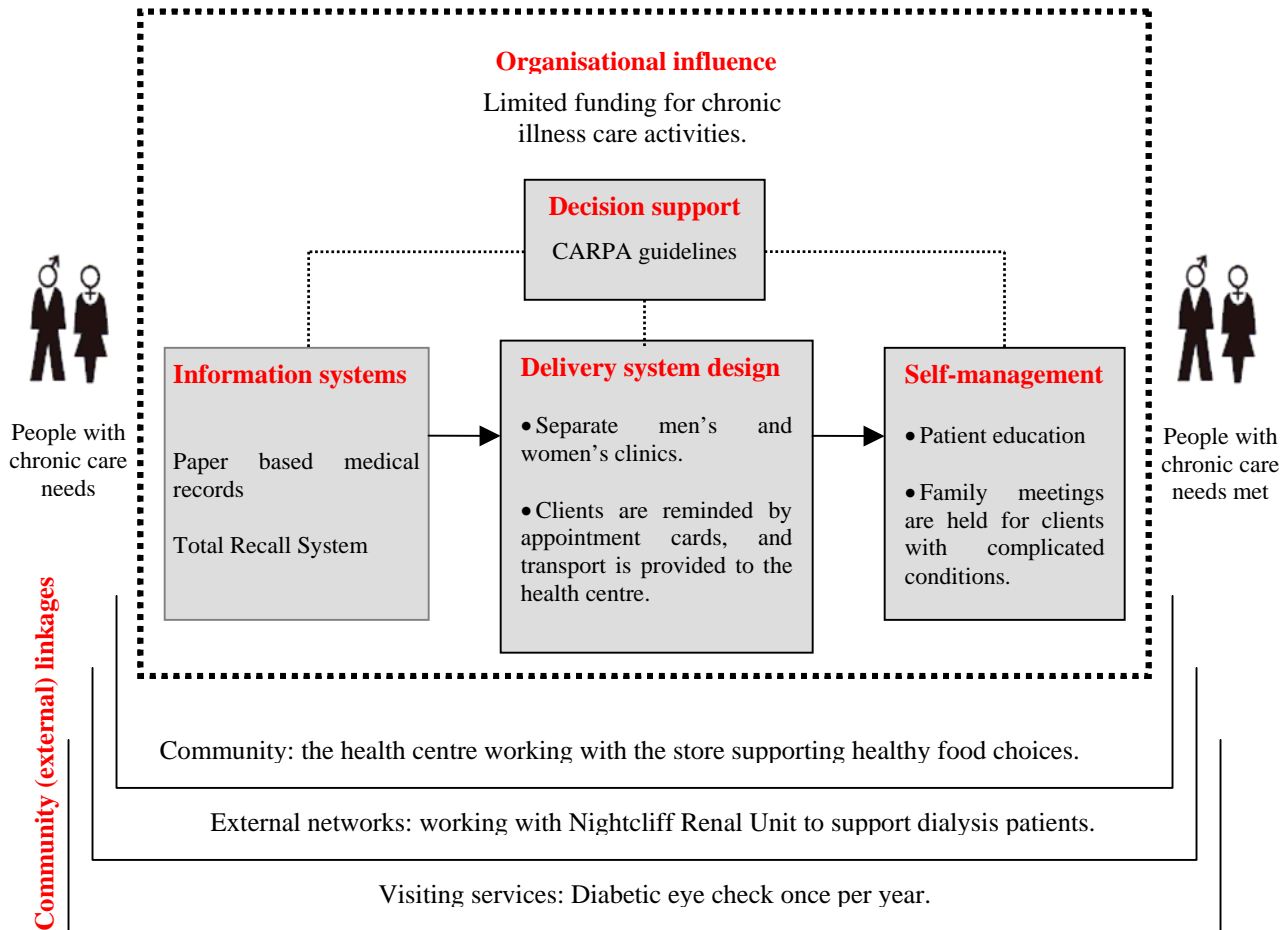 Organisational influence
Limited funding for chronic
illness care activities.
Decision support
CARPA guidelines
People with
chronic care
needs
Information systems
Paper based medical
records
Total Recall System
Delivery system design
• Separate men's and
women's clinics.
• Clients are reminded by
appointment cards, and
transport is provided to the
health centre.
Self-management
• Patient education
• Family meetings
are held for clients
with complicated
conditions.
People with
chronic care
needs met
Community (external) linkages
Community: the health centre working with the store supporting healthy food choices.
External networks: working with Nightcliff Renal Unit to support dialysis patients.
Visiting services: Diabetic eye check once per year.